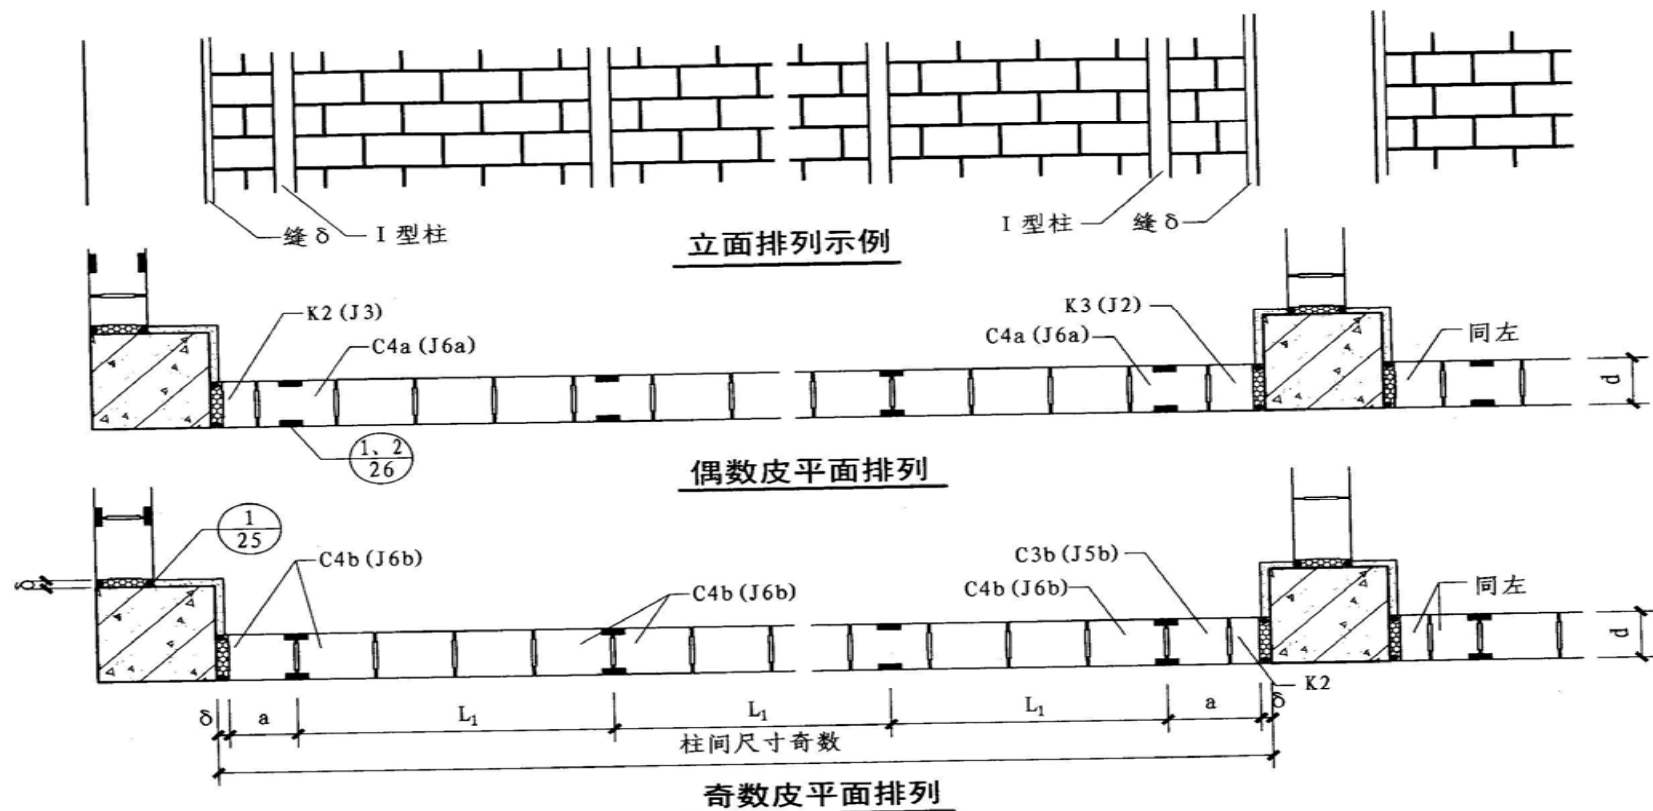 缝δ
I 型柱
I 型柱
缝δ
立面排列示例
K2(J3)
C4a(J6a)
K3(J2)
C4a(J6a)
同左
d
1、2
26
偶数皮平面排列
1
25
δ
C4b(J6b)
C4b(J6b)
C3b(J5b)
C4b(J6b)
同左
d
K2
δ
a
L₁
L₁
L₁
a
δ
柱间尺寸奇数
奇数皮平面排列